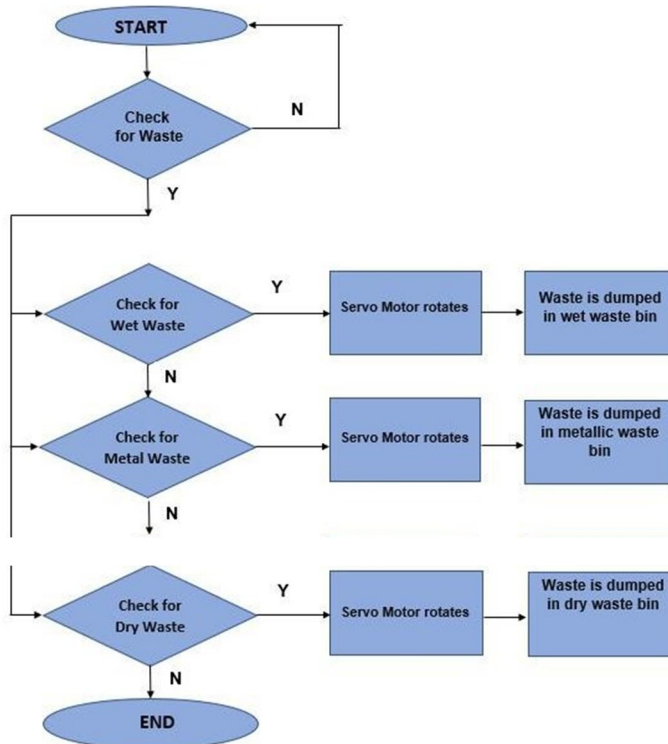 START
Check
for Waste
N
Y
Check for
Wet Waste
Y
Servo Motor rotates
Waste is dumped
in wet waste bin
N
Check for
Metal Waste
Y
Servo Motor rotates
Waste is dumped
in metallic waste
bin
N
Check for
Dry Waste
Y
Servo Motor rotates
Waste is dumped
in dry waste bin
N
END